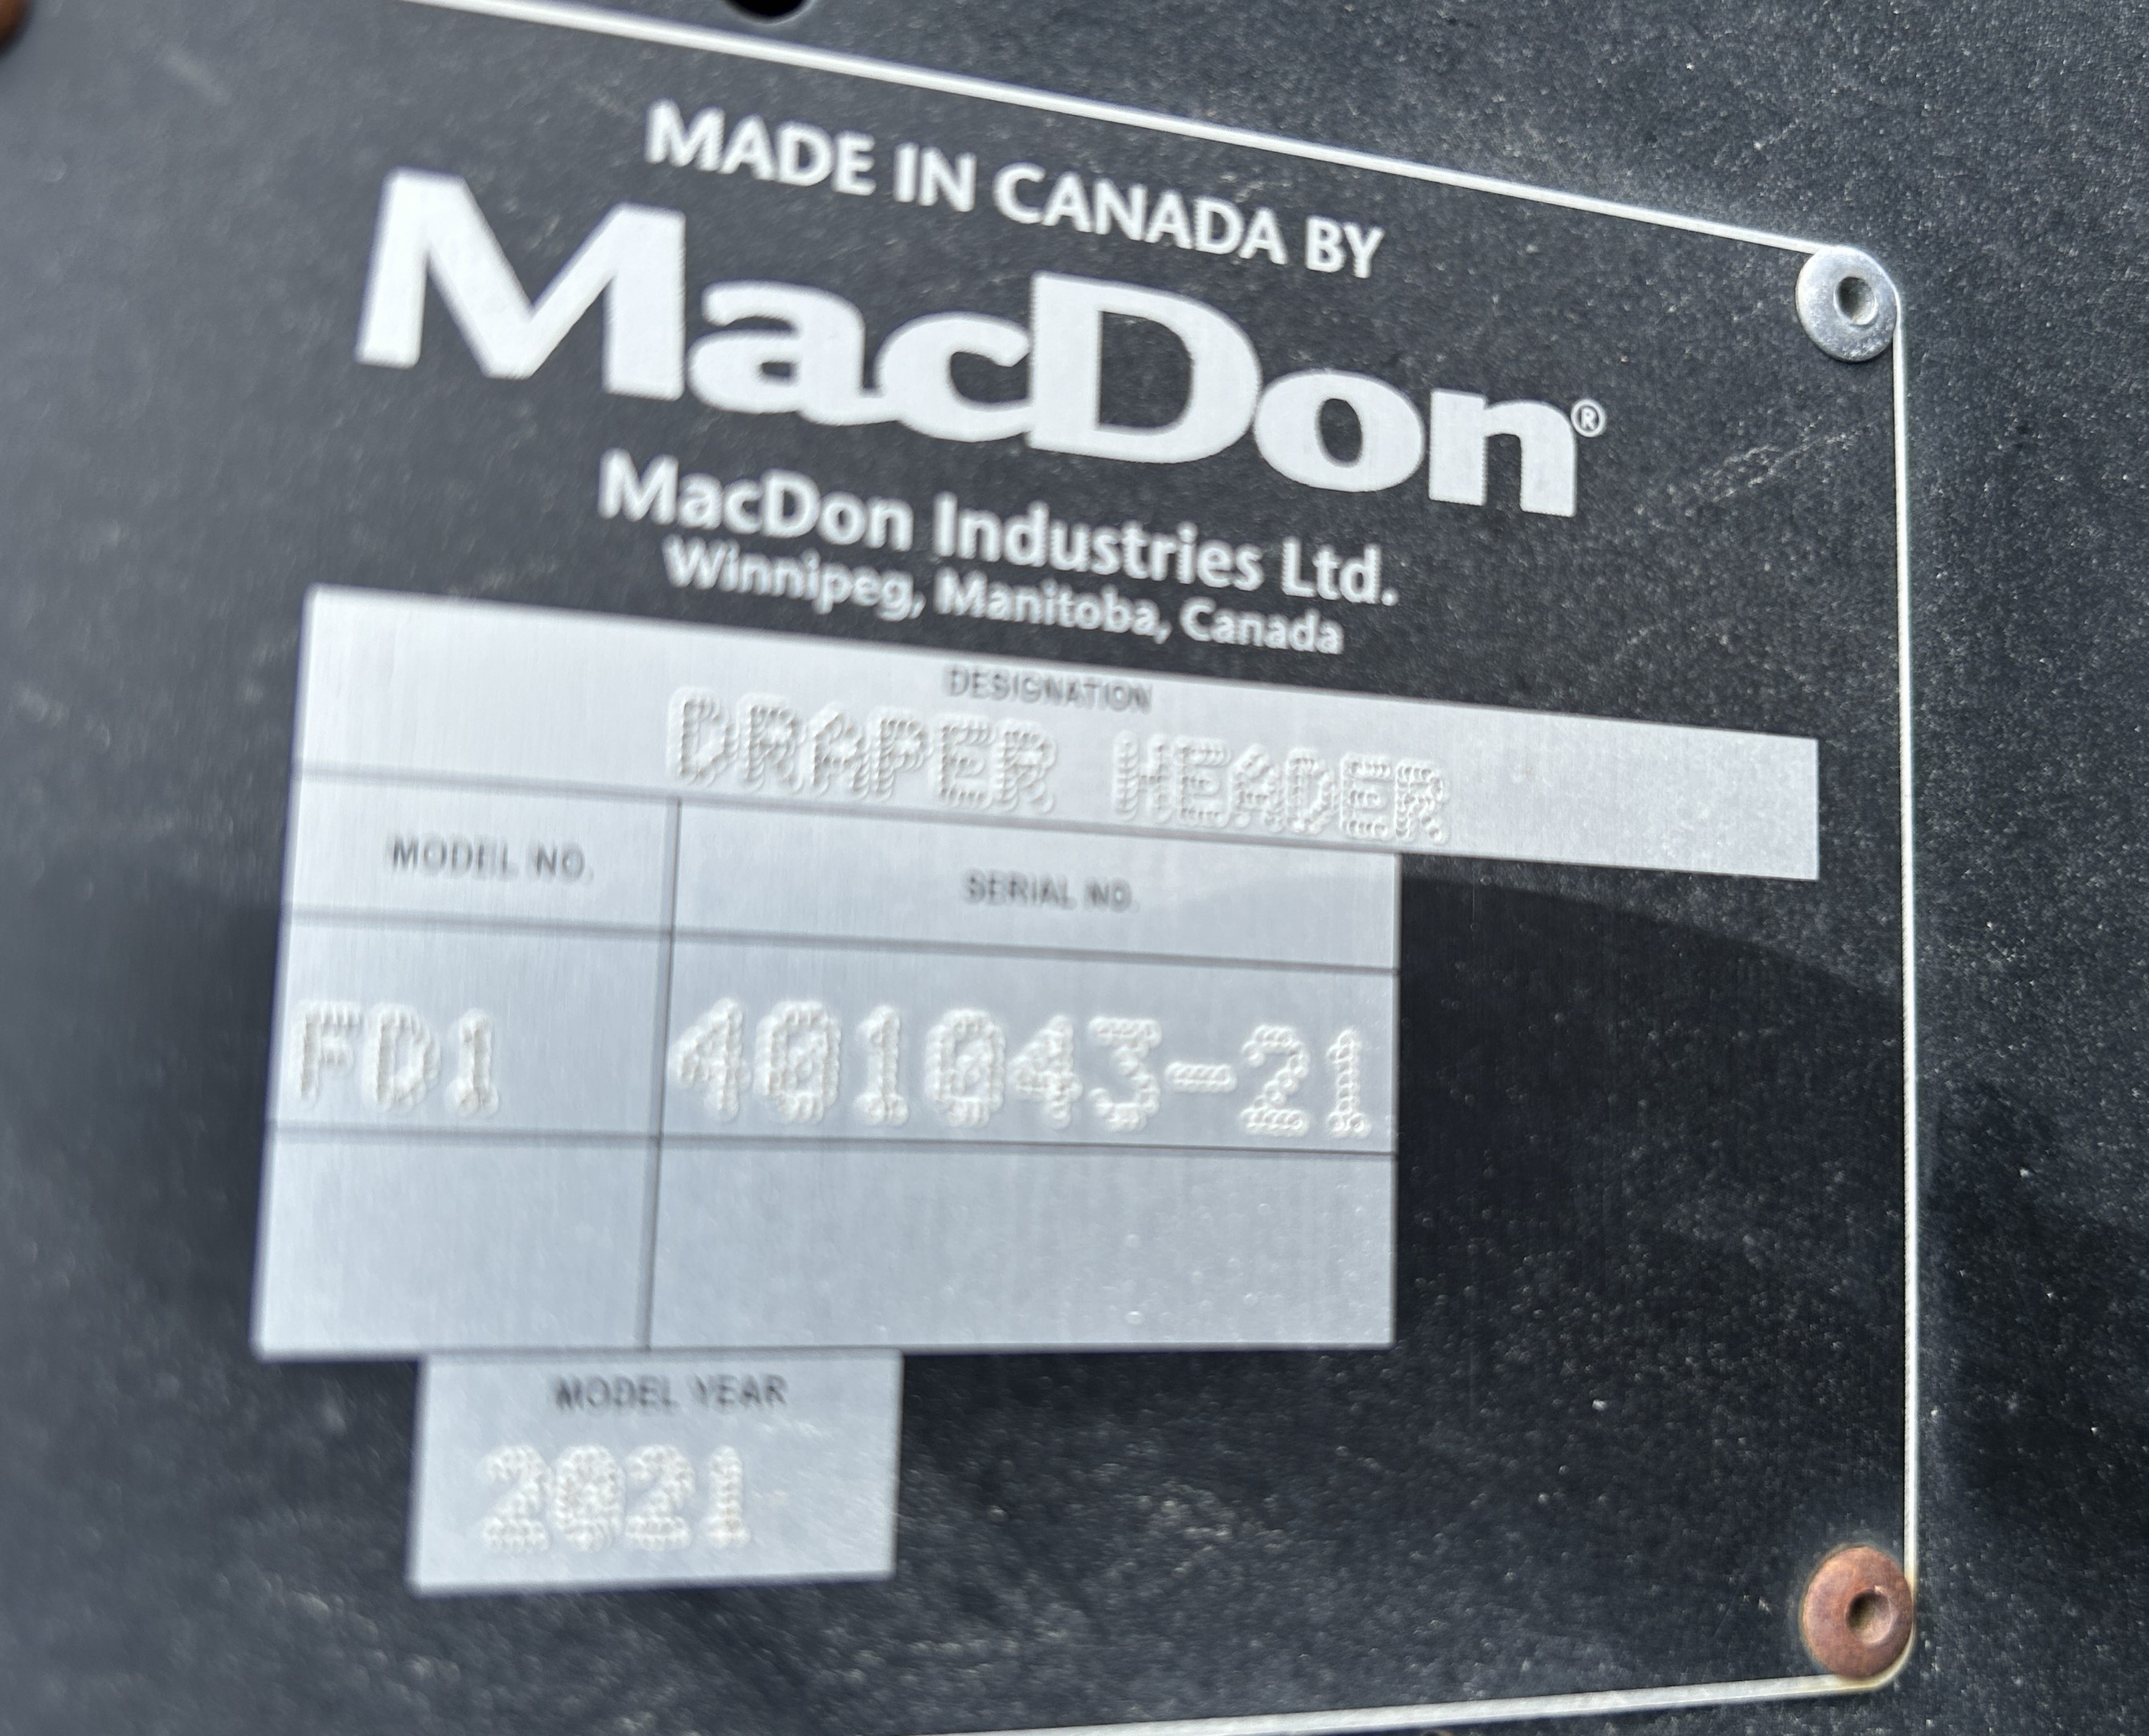 MADE IN CANADA BY
MacDon®
MacDon Industries Ltd.
Winnipeg, Manitoba, Canada
DESIGNATION
DRAPER HEADER
MODEL NO. SERIAL NO.
FD1 401043-21
MODEL YEAR
2021